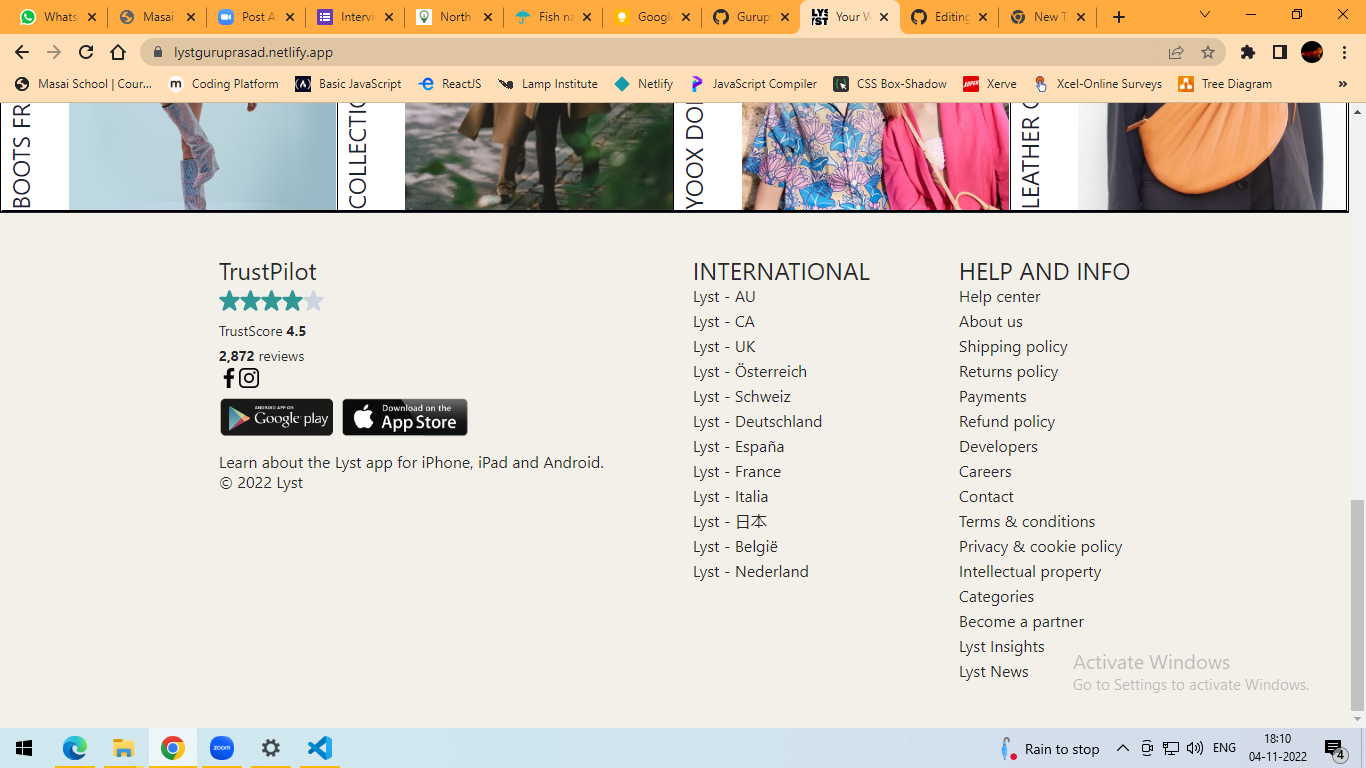 Whats
Masai
Post A
Intervi
North
Fish na
Google
Gurup
LYST
Your W
Editing
New T
lystguruprasad.netlify.app
Masai School | Cour...
Coding Platform
Basic JavaScript
ReactJS
Lamp Institute
Netlify
JavaScript Compiler
CSS Box-Shadow
Xerve
Xcel-Online Surveys
Tree Diagram
»
BOOTS FR
COLLECTIO
YOOX DO
LEATHER
TrustPilot
TrustScore 4.5
2,872 reviews
ANDROID APP ON
Google play
Download on the
App Store
Learn about the Lyst app for iPhone, iPad and Android.
© 2022 Lyst
INTERNATIONAL
Lyst - AU
Lyst - CA
Lyst - UK
Lyst - Österreich
Lyst - Schweiz
Lyst - Deutschland
Lyst - España
Lyst - France
Lyst - Italia
Lyst - 日本
Lyst - België
Lyst - Nederland
HELP AND INFO
Help center
About us
Shipping policy
Returns policy
Payments
Refund policy
Developers
Careers
Contact
Terms & conditions
Privacy & cookie policy
Intellectual property
Categories
Become a partner
Lyst Insights
Lyst News
Activate Windows
Go to Settings to activate Windows.
zoom
Rain to stop
ENG
18:10
04-11-2022
4